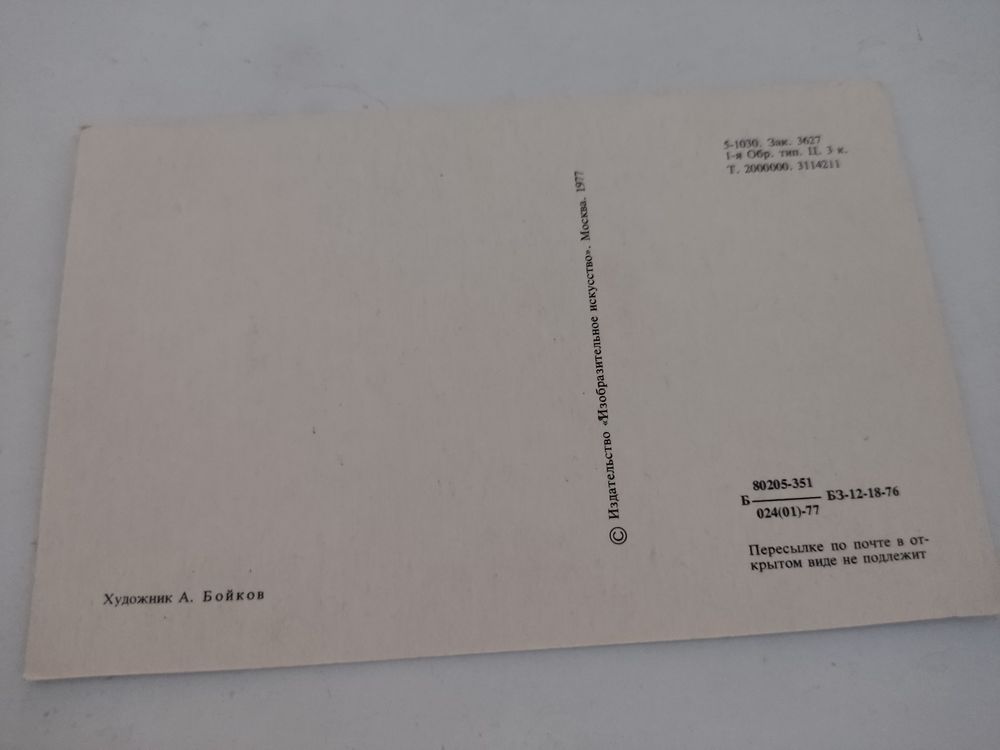 5-1030. Зак. 3627
1-я Обр. тип. Ц. 3 к.
Т. 2000000. 3114211
© Издательство «Изобразительное искусство». Москва. 1977
80205-351
Б БЗ-12-18-76
024(01)-77
Пересылке по почте в от-
крытом виде не подлежит
Художник А. Бойков